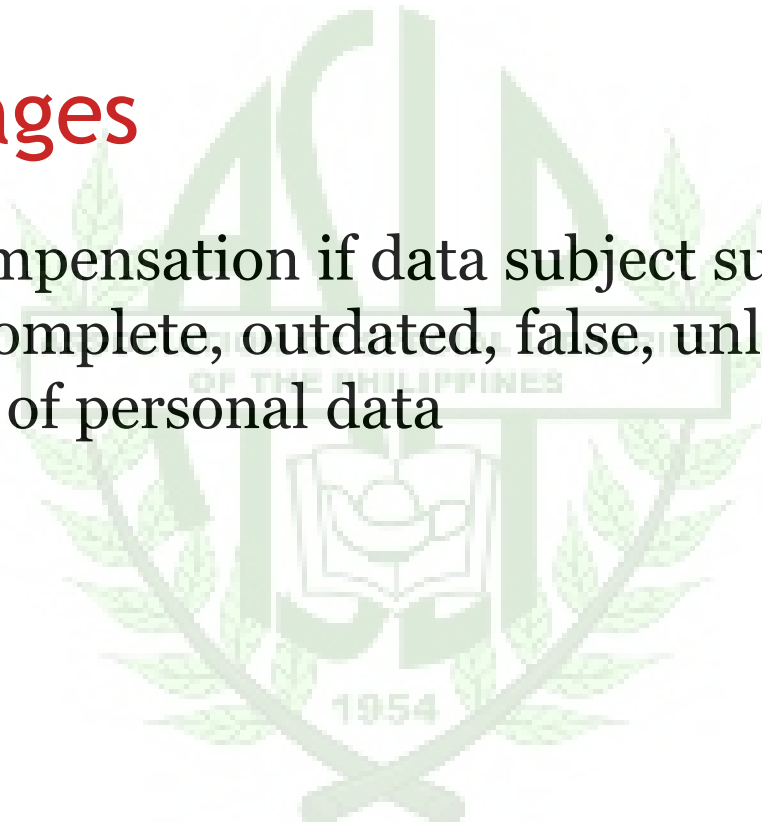 ages
mpensation if data subject su
omplete, outdated, false, unl
OF THE PHILIPPINES
of personal data
1954